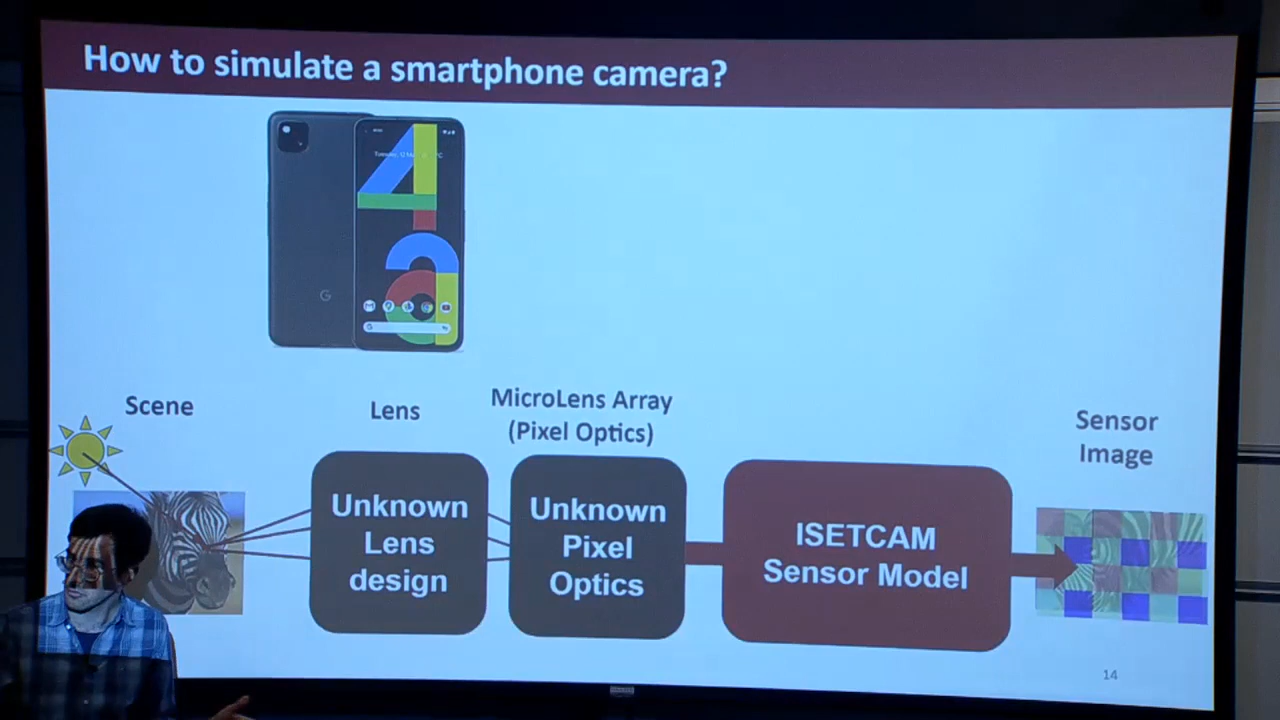 How to simulate a smartphone camera?
4a
G
Scene
Lens
MicroLens Array
(Pixel Optics)
Sensor
Image
Unknown
Lens
design
Unknown
Pixel
Optics
ISETCAM
Sensor Model
14